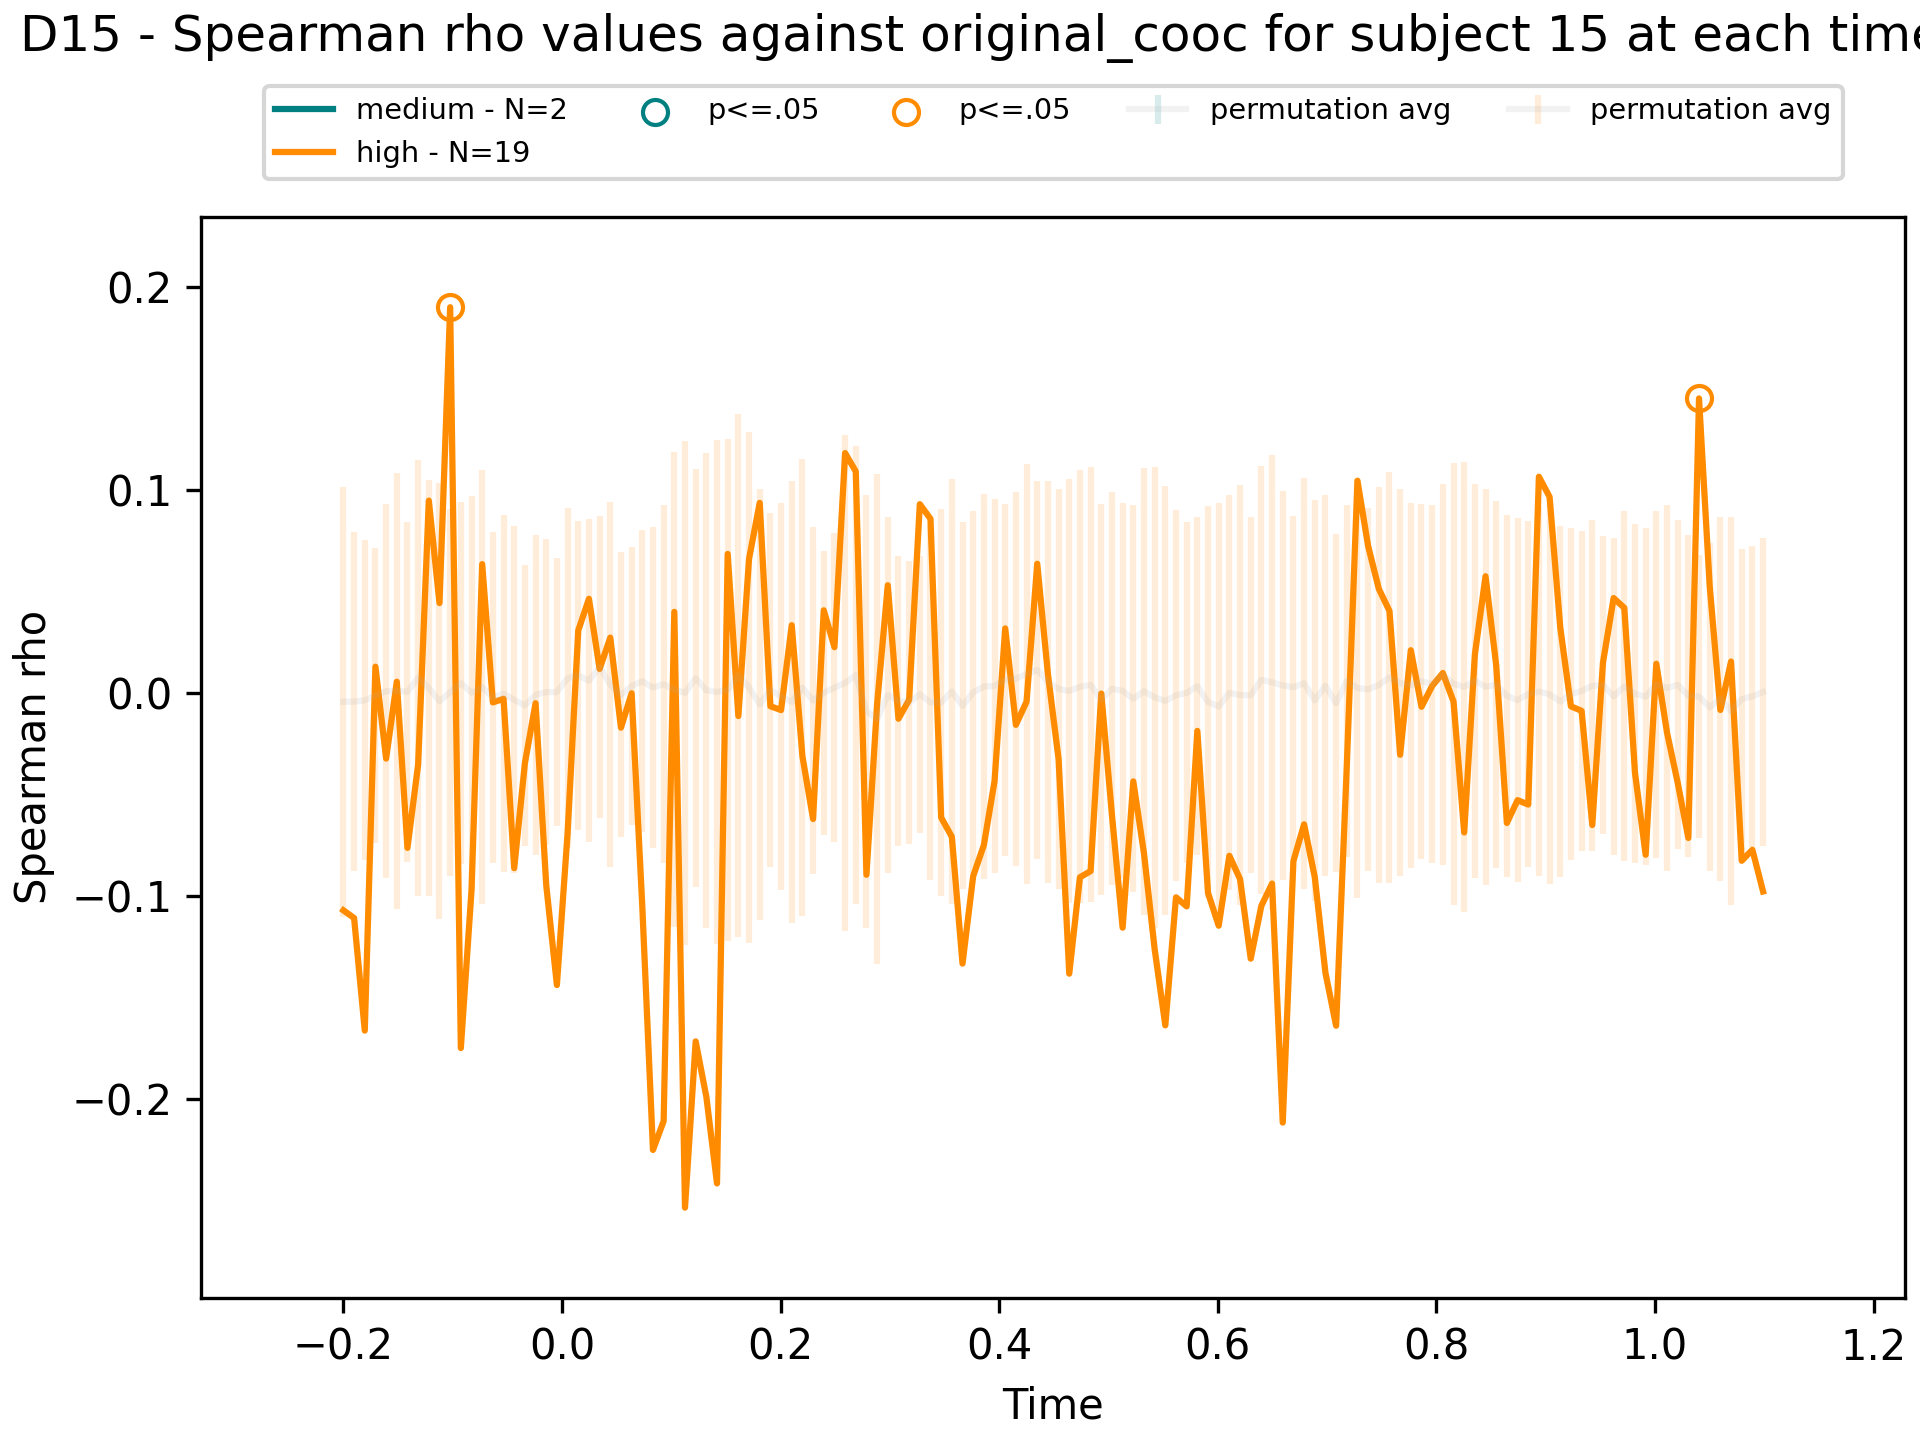 D15 - Spearman rho values against original_cooc for subject 15 at each time
medium - N=2
high - N=19
p<=.05
p<=.05
permutation avg
permutation avg
Spearman rho
0.2
0.1
0.0
−0.1
−0.2
−0.2
0.0
0.2
0.4
0.6
0.8
1.0
1.2
Time